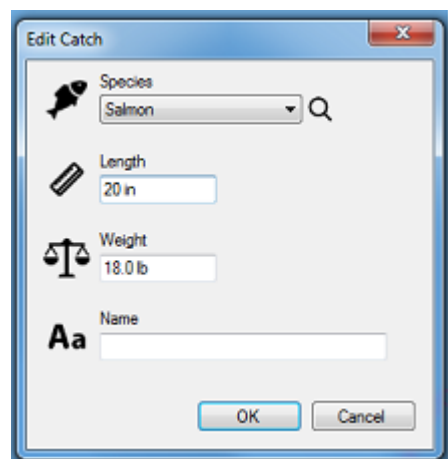 Edit Catch
Species
Salmon
Length
20 in
Weight
18.0 lb
Aa
Name
OK
Cancel